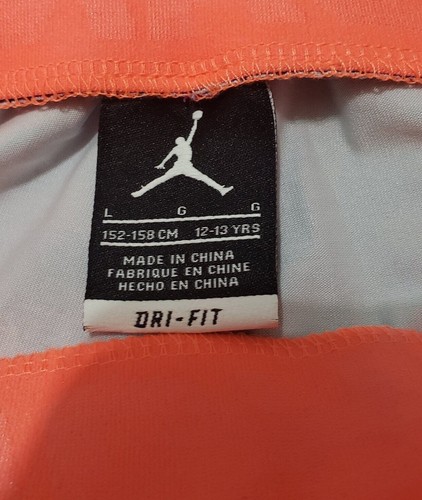 L G G
152-158 CM 12-13 YRS
MADE IN CHINA
FABRIQUE EN CHINE
HECHO EN CHINA
DRI-FIT